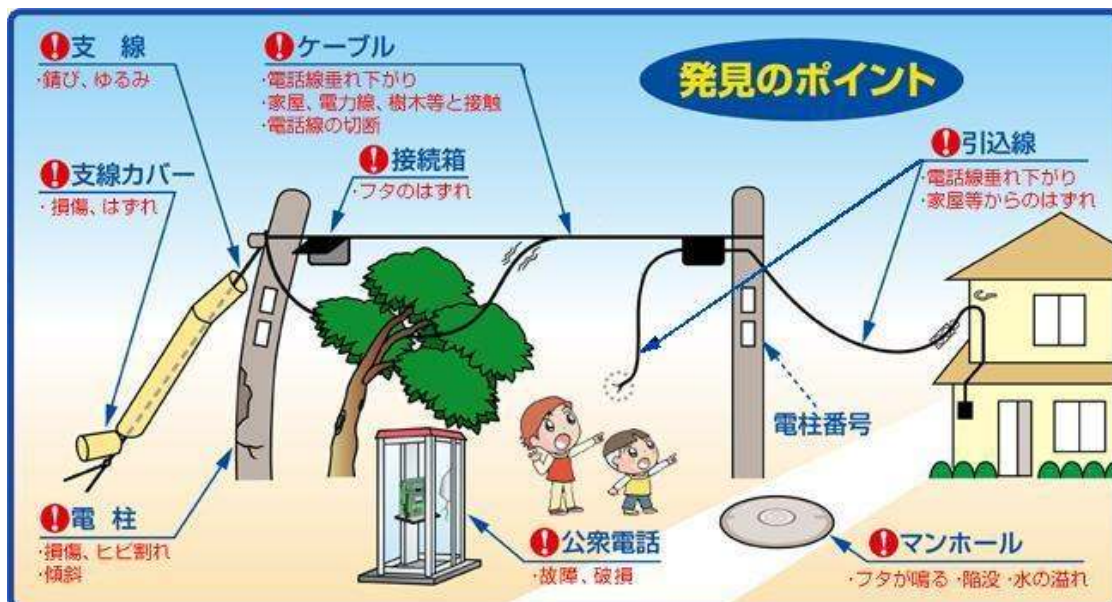 発見のポイント
支線
・錆び、ゆるみ
ケーブル
・電話線垂れ下がり
・家屋、電力線、樹木等と接触
・電話線の切断
接続箱
・フタのはずれ
引込線
・電話線垂れ下がり
・家屋等からのはずれ
支線カバー
・損傷、はずれ
電柱番号
電柱
・損傷、ヒビ割れ
・傾斜
公衆電話
・故障、破損
マンホール
・フタが鳴る・陥没・水の溢れ